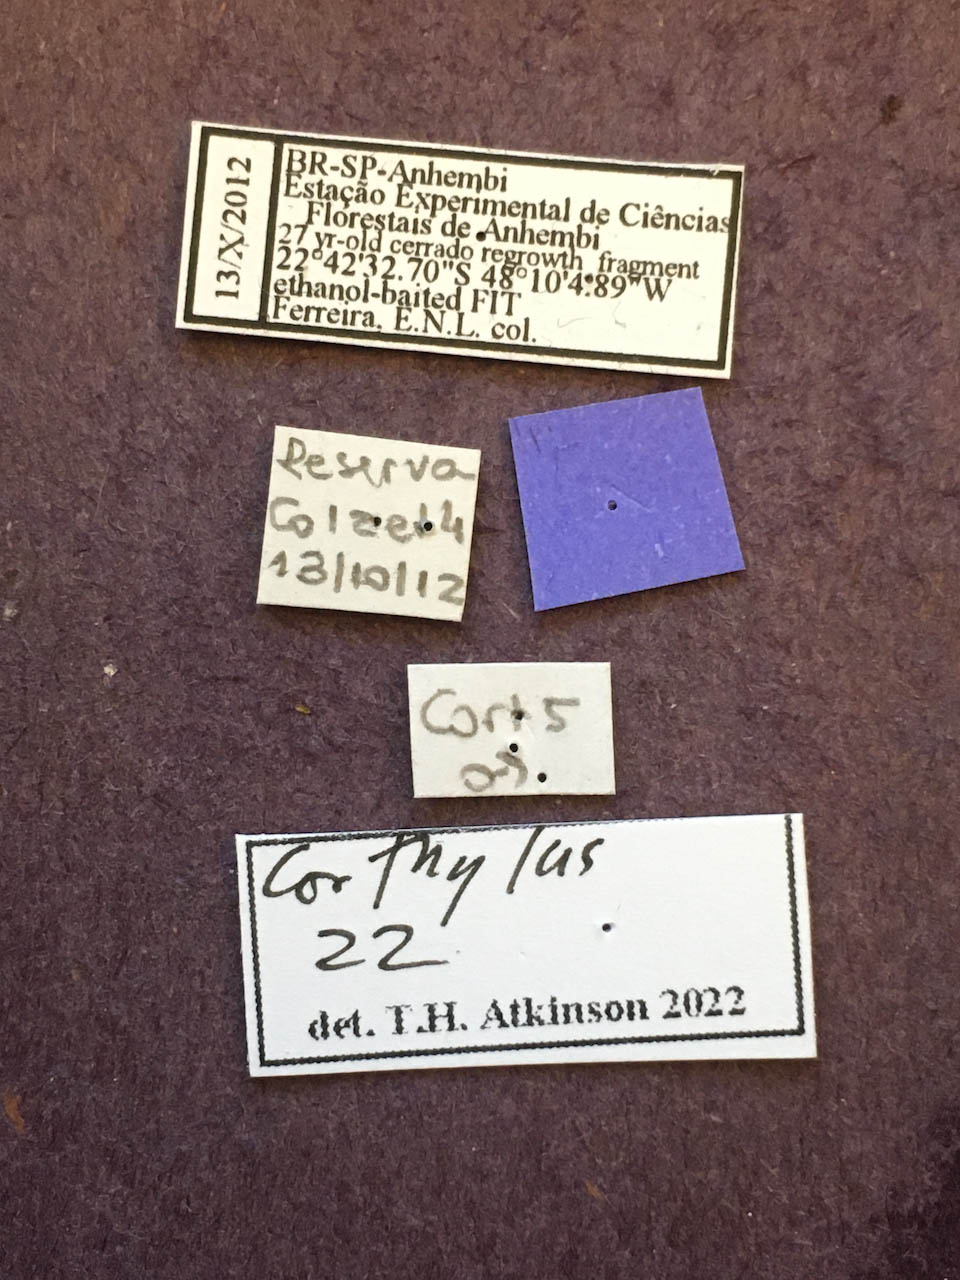 13/X/2012
BR-SP-Anhembi
Estação Experimental de Ciências
Florestais de Anhembi
27 yr-old cerrado regrowth fragment
22°42'32.70"S 48°10'4.89"W
ethanol-baited FIT
Ferreira, E.N.L. col.
Reserva
13/10/12
Cort 5
Corthylus
22
det. T.H. Atkinson 2022